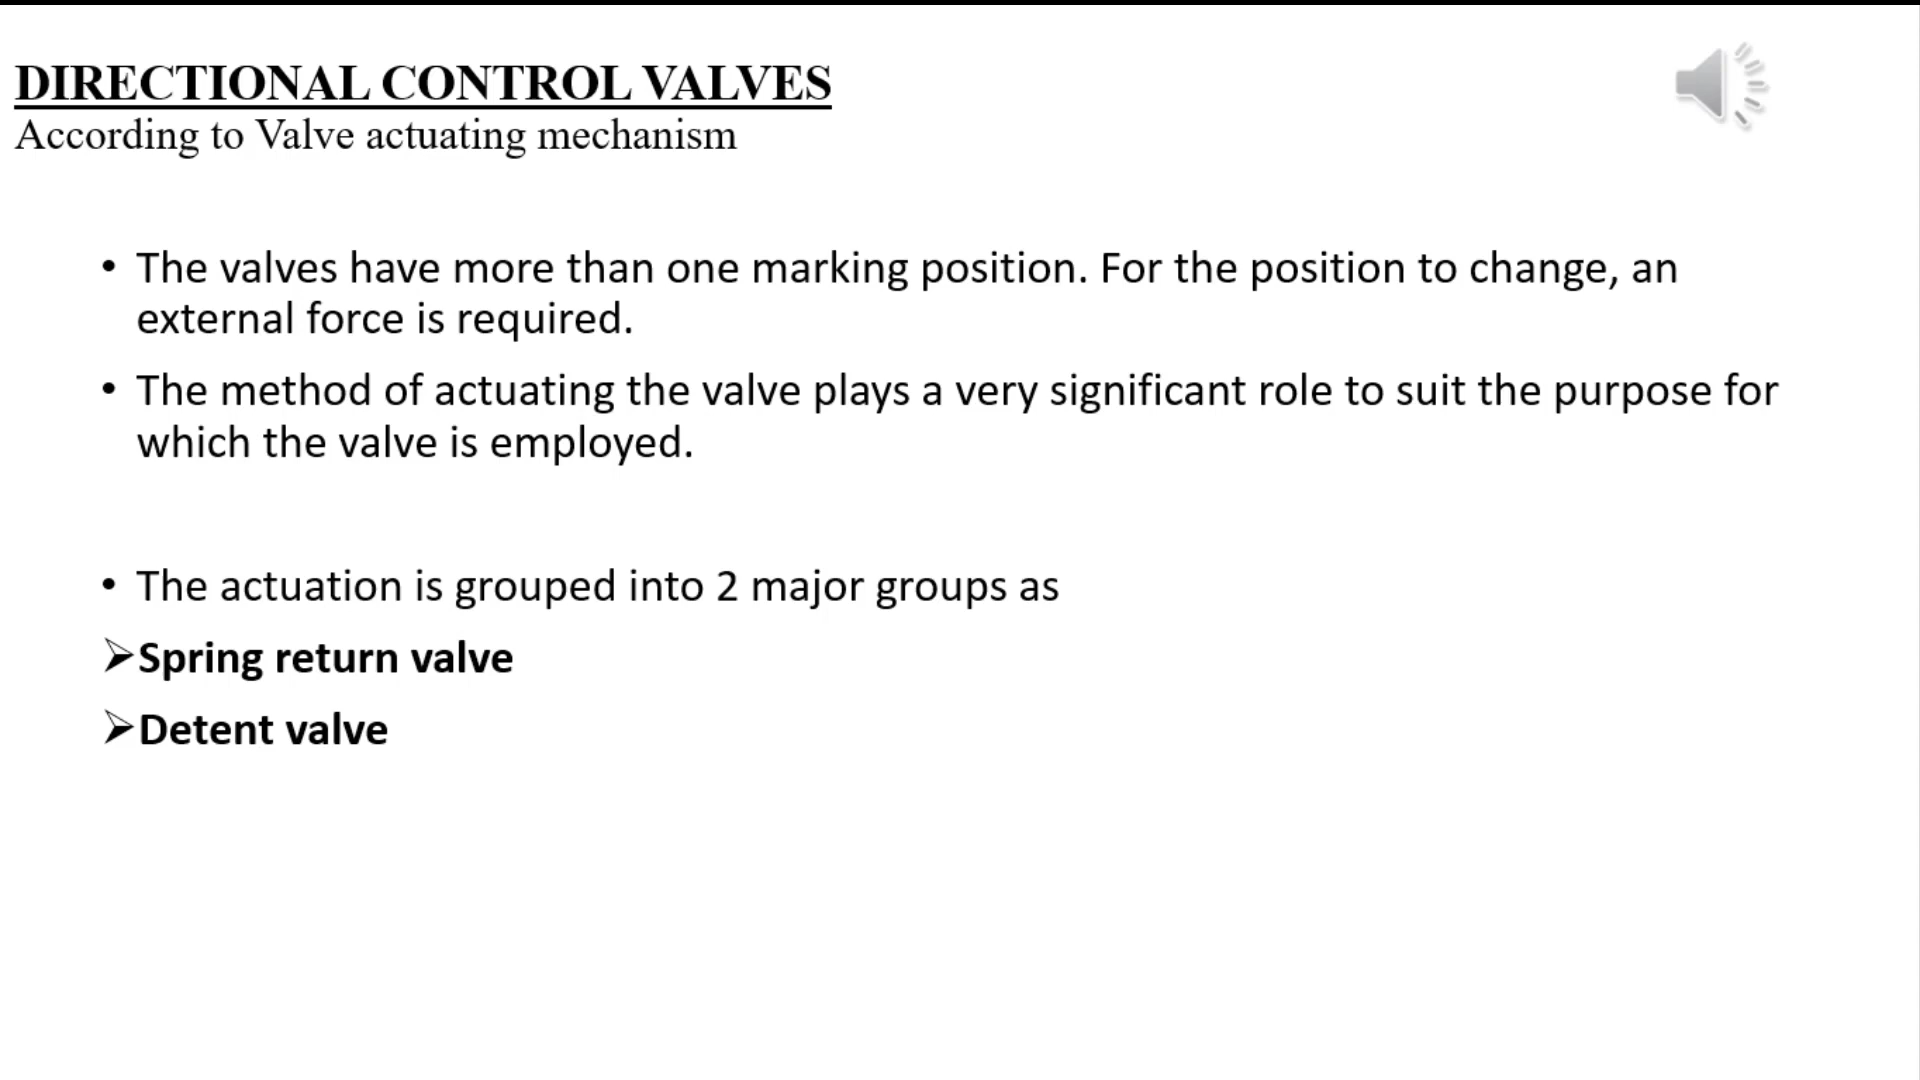 DIRECTIONAL CONTROL VALVES
According to Valve actuating mechanism
• The valves have more than one marking position. For the position to change, an
external force is required.
• The method of actuating the valve plays a very significant role to suit the purpose for
which the valve is employed.
• The actuation is grouped into 2 major groups as
➢Spring return valve
➢Detent valve